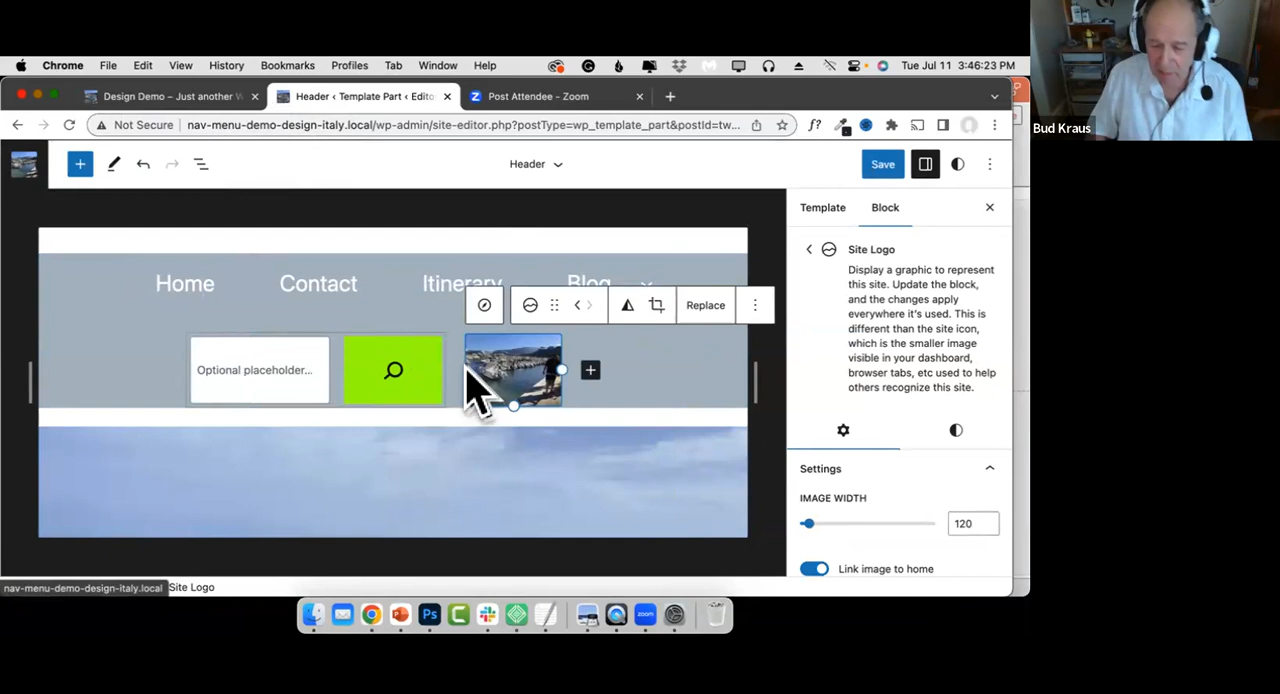 Chrome File Edit View History Bookmarks Profiles Tab Window Help Tue Jul 11 3:46:23 PM
Design Demo – Just another W
Header ‹ Template Part ‹ Edito
Post Attendee – Zoom
Not Secure nav-menu-demo-design-italy.local/wp-admin/site-editor.php?postType=wp_template_part&postId=tw...
Bud Kraus
Header
Save
Template Block
Home Contact Itinerary Blog
Replace
Optional placeholder...
Site Logo
Display a graphic to represent
this site. Update the block,
and the changes apply
everywhere it's used. This is
different than the site icon,
which is the smaller image
visible in your dashboard,
browser tabs, etc used to help
others recognize this site.
Settings
IMAGE WIDTH
120
Link image to home
nav-menu-demo-design-italy.local Site Logo
Ps
zoom